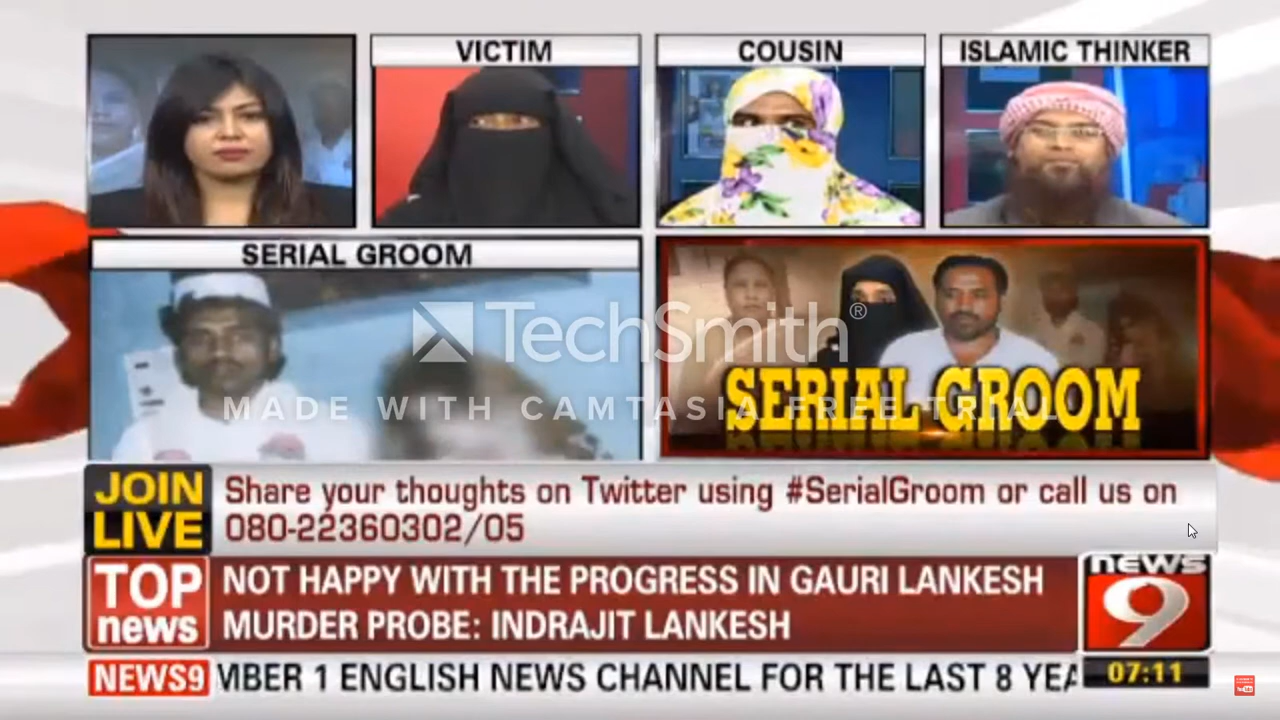 VICTIM
COUSIN
ISLAMIC THINKER
SERIAL GROOM
TechSmith®
MADE WITH CAMTASIA FREE TRIAL
SERIAL GROOM
JOIN LIVE
Share your thoughts on Twitter using #SerialGroom or call us on
080-22360302/05
TOP news
NOT HAPPY WITH THE PROGRESS IN GAURI LANKESH
MURDER PROBE: INDRAJIT LANKESH
NEWS 9
NEWS9
MBER 1 ENGLISH NEWS CHANNEL FOR THE LAST 8 YEA
07:11